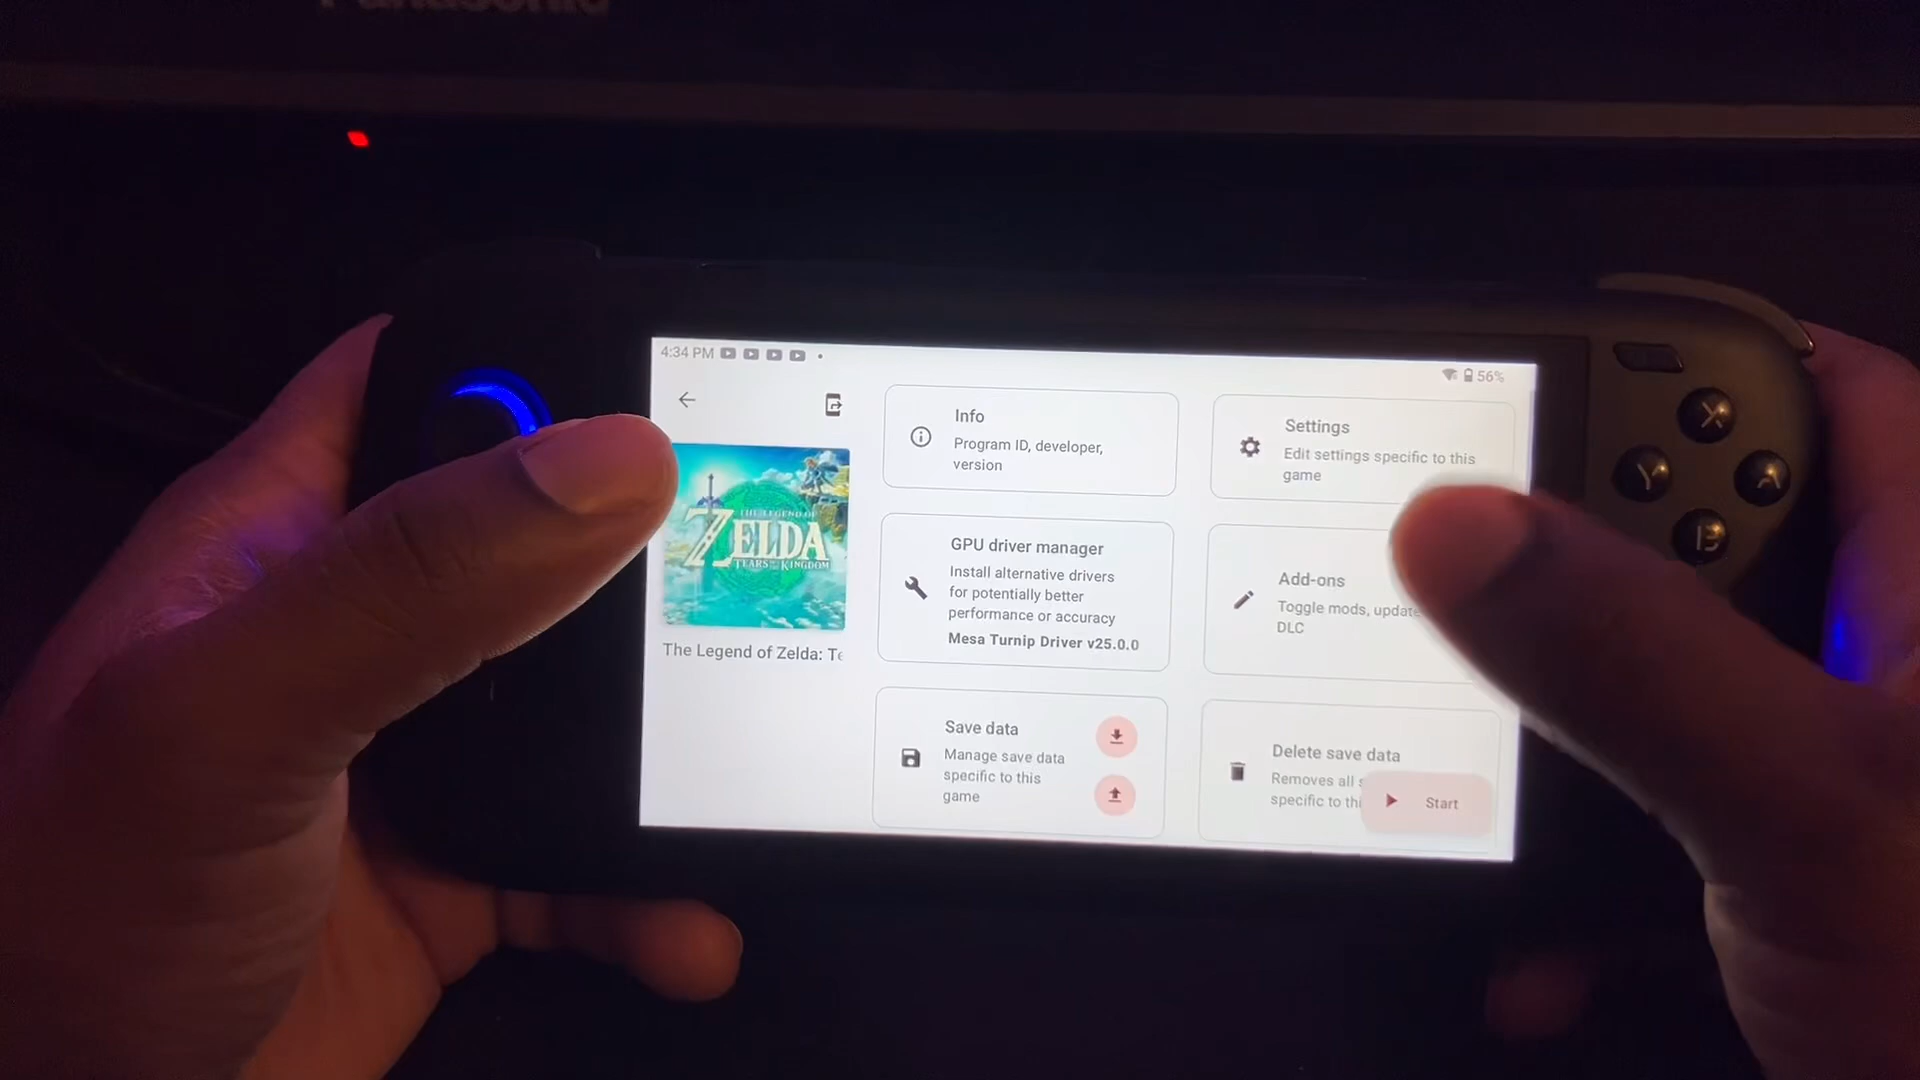 Panasonic
4:34 PM
56%
Info
Program ID, developer,
version
Settings
Edit settings specific to this
game
THE LEGEND OF
ZELDA
TEARS OF THE KINGDOM
The Legend of Zelda: Te
GPU driver manager
Install alternative drivers
for potentially better
performance or accuracy
Mesa Turnip Driver v25.0.0
Add-ons
Toggle mods, update
DLC
Save data
Manage save data
specific to this
game
Delete save data
Removes all s
specific to thi
Start
X
Y
A
B